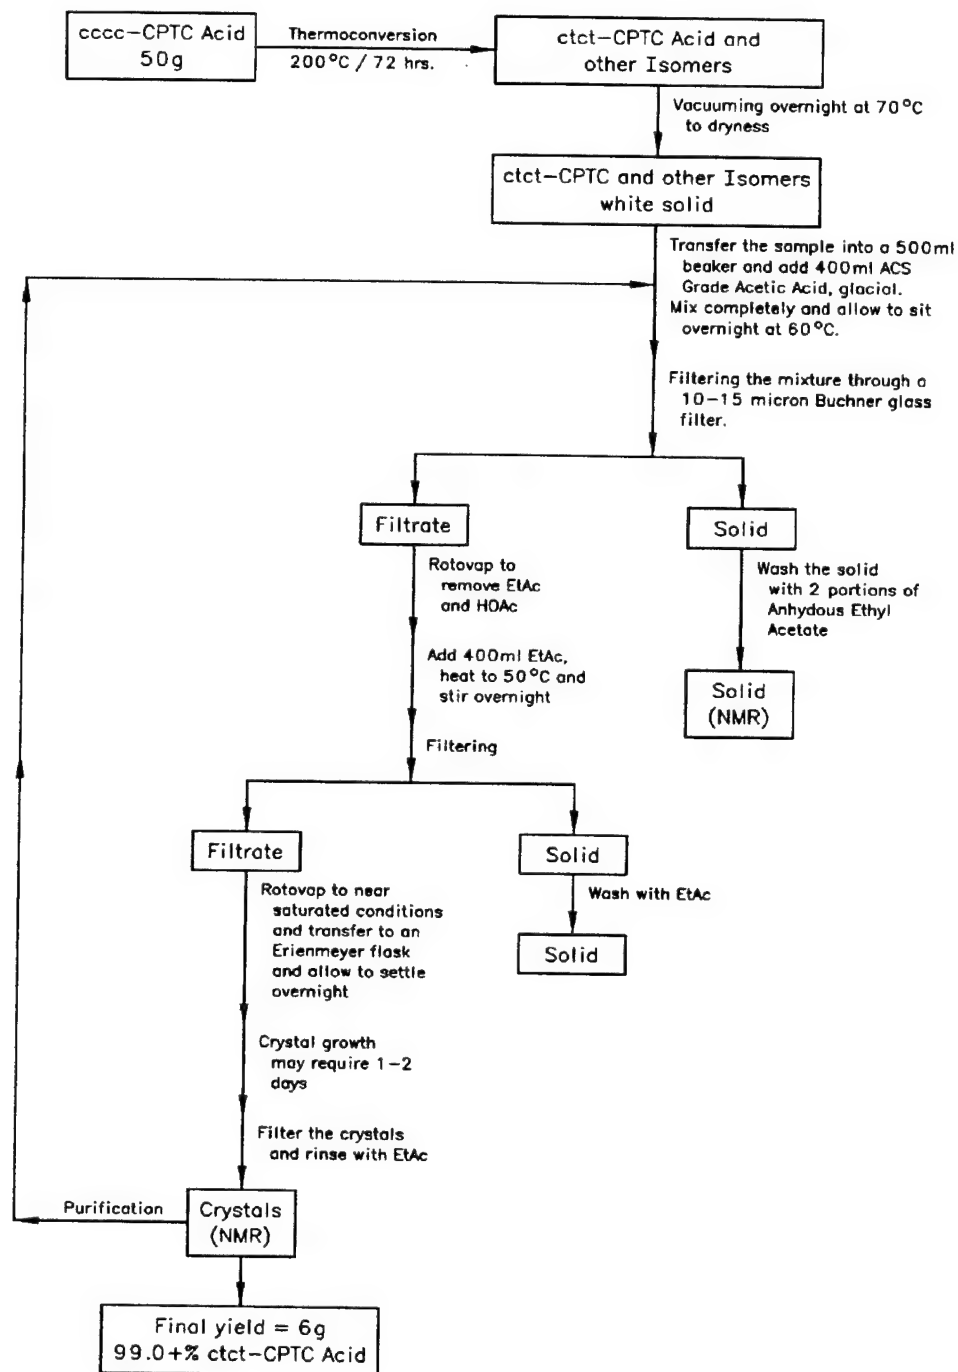 cccc-CPTC Acid
50g
Thermoconversion
200°C / 72 hrs.
ctct-CPTC Acid and
other Isomers
Vacuuming overnight at 70°C
to dryness
ctct-CPTC and other Isomers
white solid
Transfer the sample into a 500ml
beaker and add 400ml ACS
Grade Acetic Acid, glacial.
Mix completely and allow to sit
overnight at 60°C.
Filtering the mixture through a
10-15 micron Buchner glass
filter.
Filtrate
Solid
Rotovap to
remove EtAc
and HOAc
Wash the solid
with 2 portions of
Anhydous Ethyl
Acetate
Add 400ml EtAc,
heat to 50°C and
stir overnight
Solid
(NMR)
Filtering
Filtrate
Solid
Rotovap to near
saturated conditions
and transfer to an
Erienmeyer flask
and allow to settle
overnight
Wash with EtAc
Solid
Crystal growth
may require 1-2
days
Filter the crystals
and rinse with EtAc
Purification
Crystals
(NMR)
Final yield = 6g
99.0+% ctct-CPTC Acid